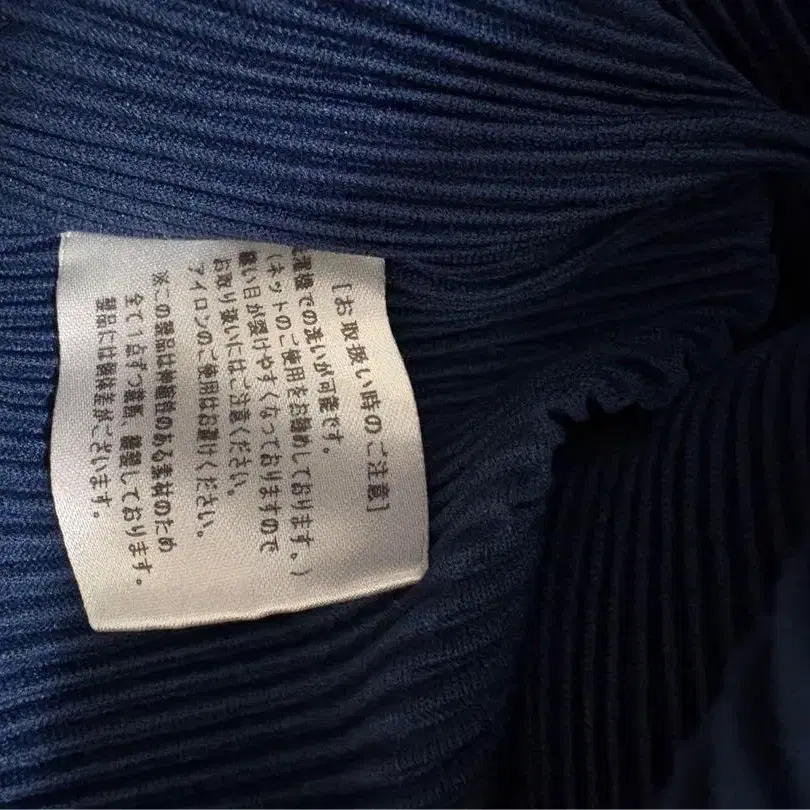 [お取扱い時のご注意]
洗濯機での洗いが可能です。
(ネットのご使用をお勧めしております。)
縫い目が裂けやすくなっておりますので
お取り扱いにはご注意ください。
アイロンのご使用はお避けください。
※この製品は伸縮性のある素材のため
全て1点ずつ裁断、縫製しております。
製品には個体差がございます。